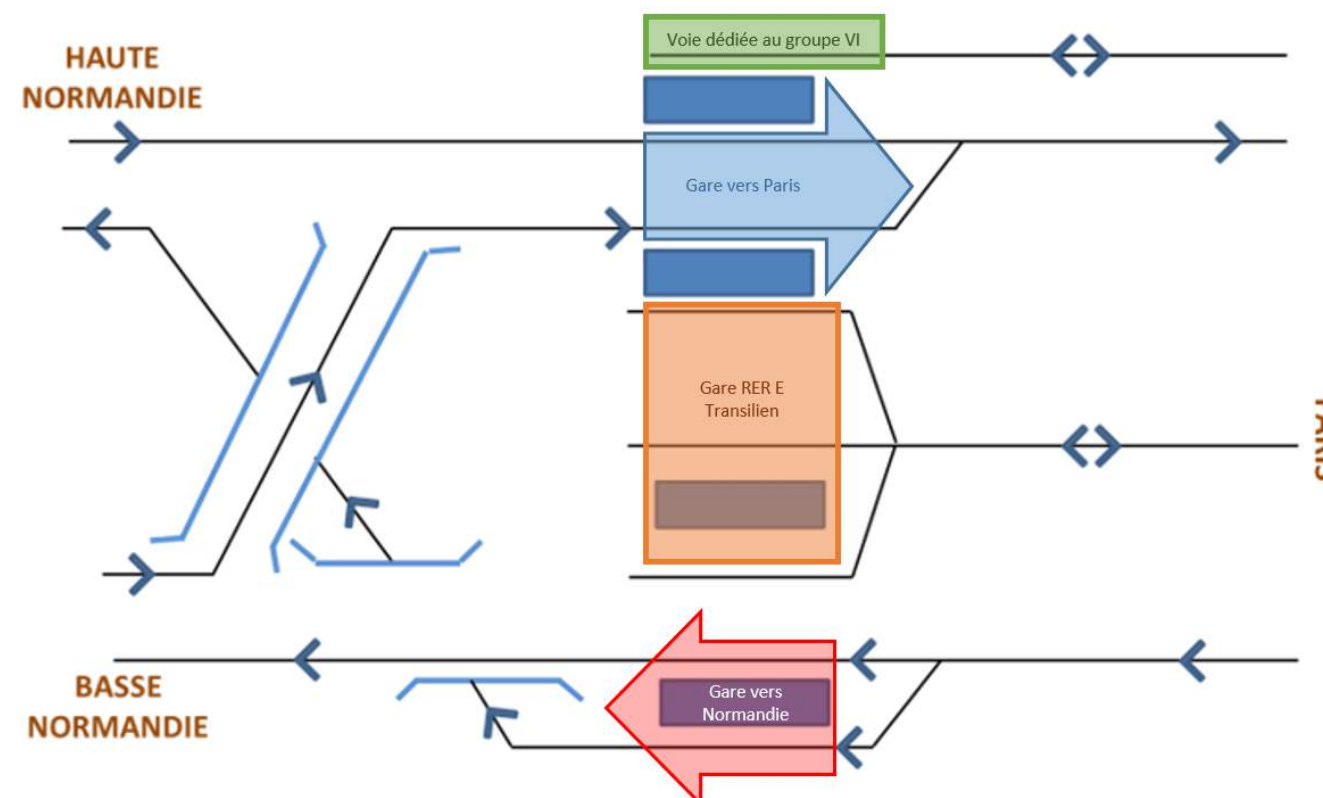 Voie dédiée au groupe VI
HAUTE
NORMANDIE
Gare vers Paris
Gare RER E
Transilien
Gare vers
Normandie
BASSE
NORMANDIE